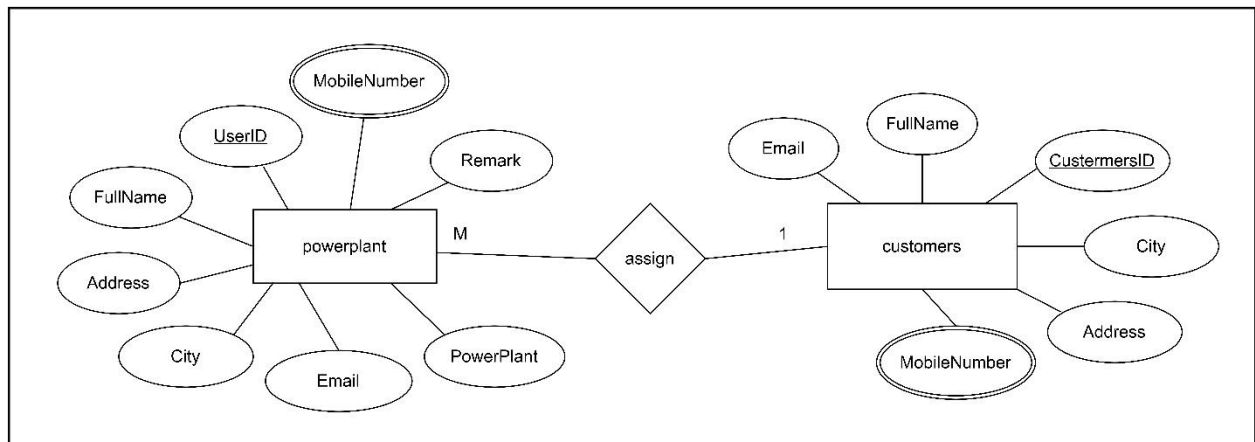 MobileNumber
UserID
Remark
FullName
powerplant
M
Address
City
Email
PowerPlant
assign
1
FullName
Email
CustermersID
customers
City
Address
MobileNumber